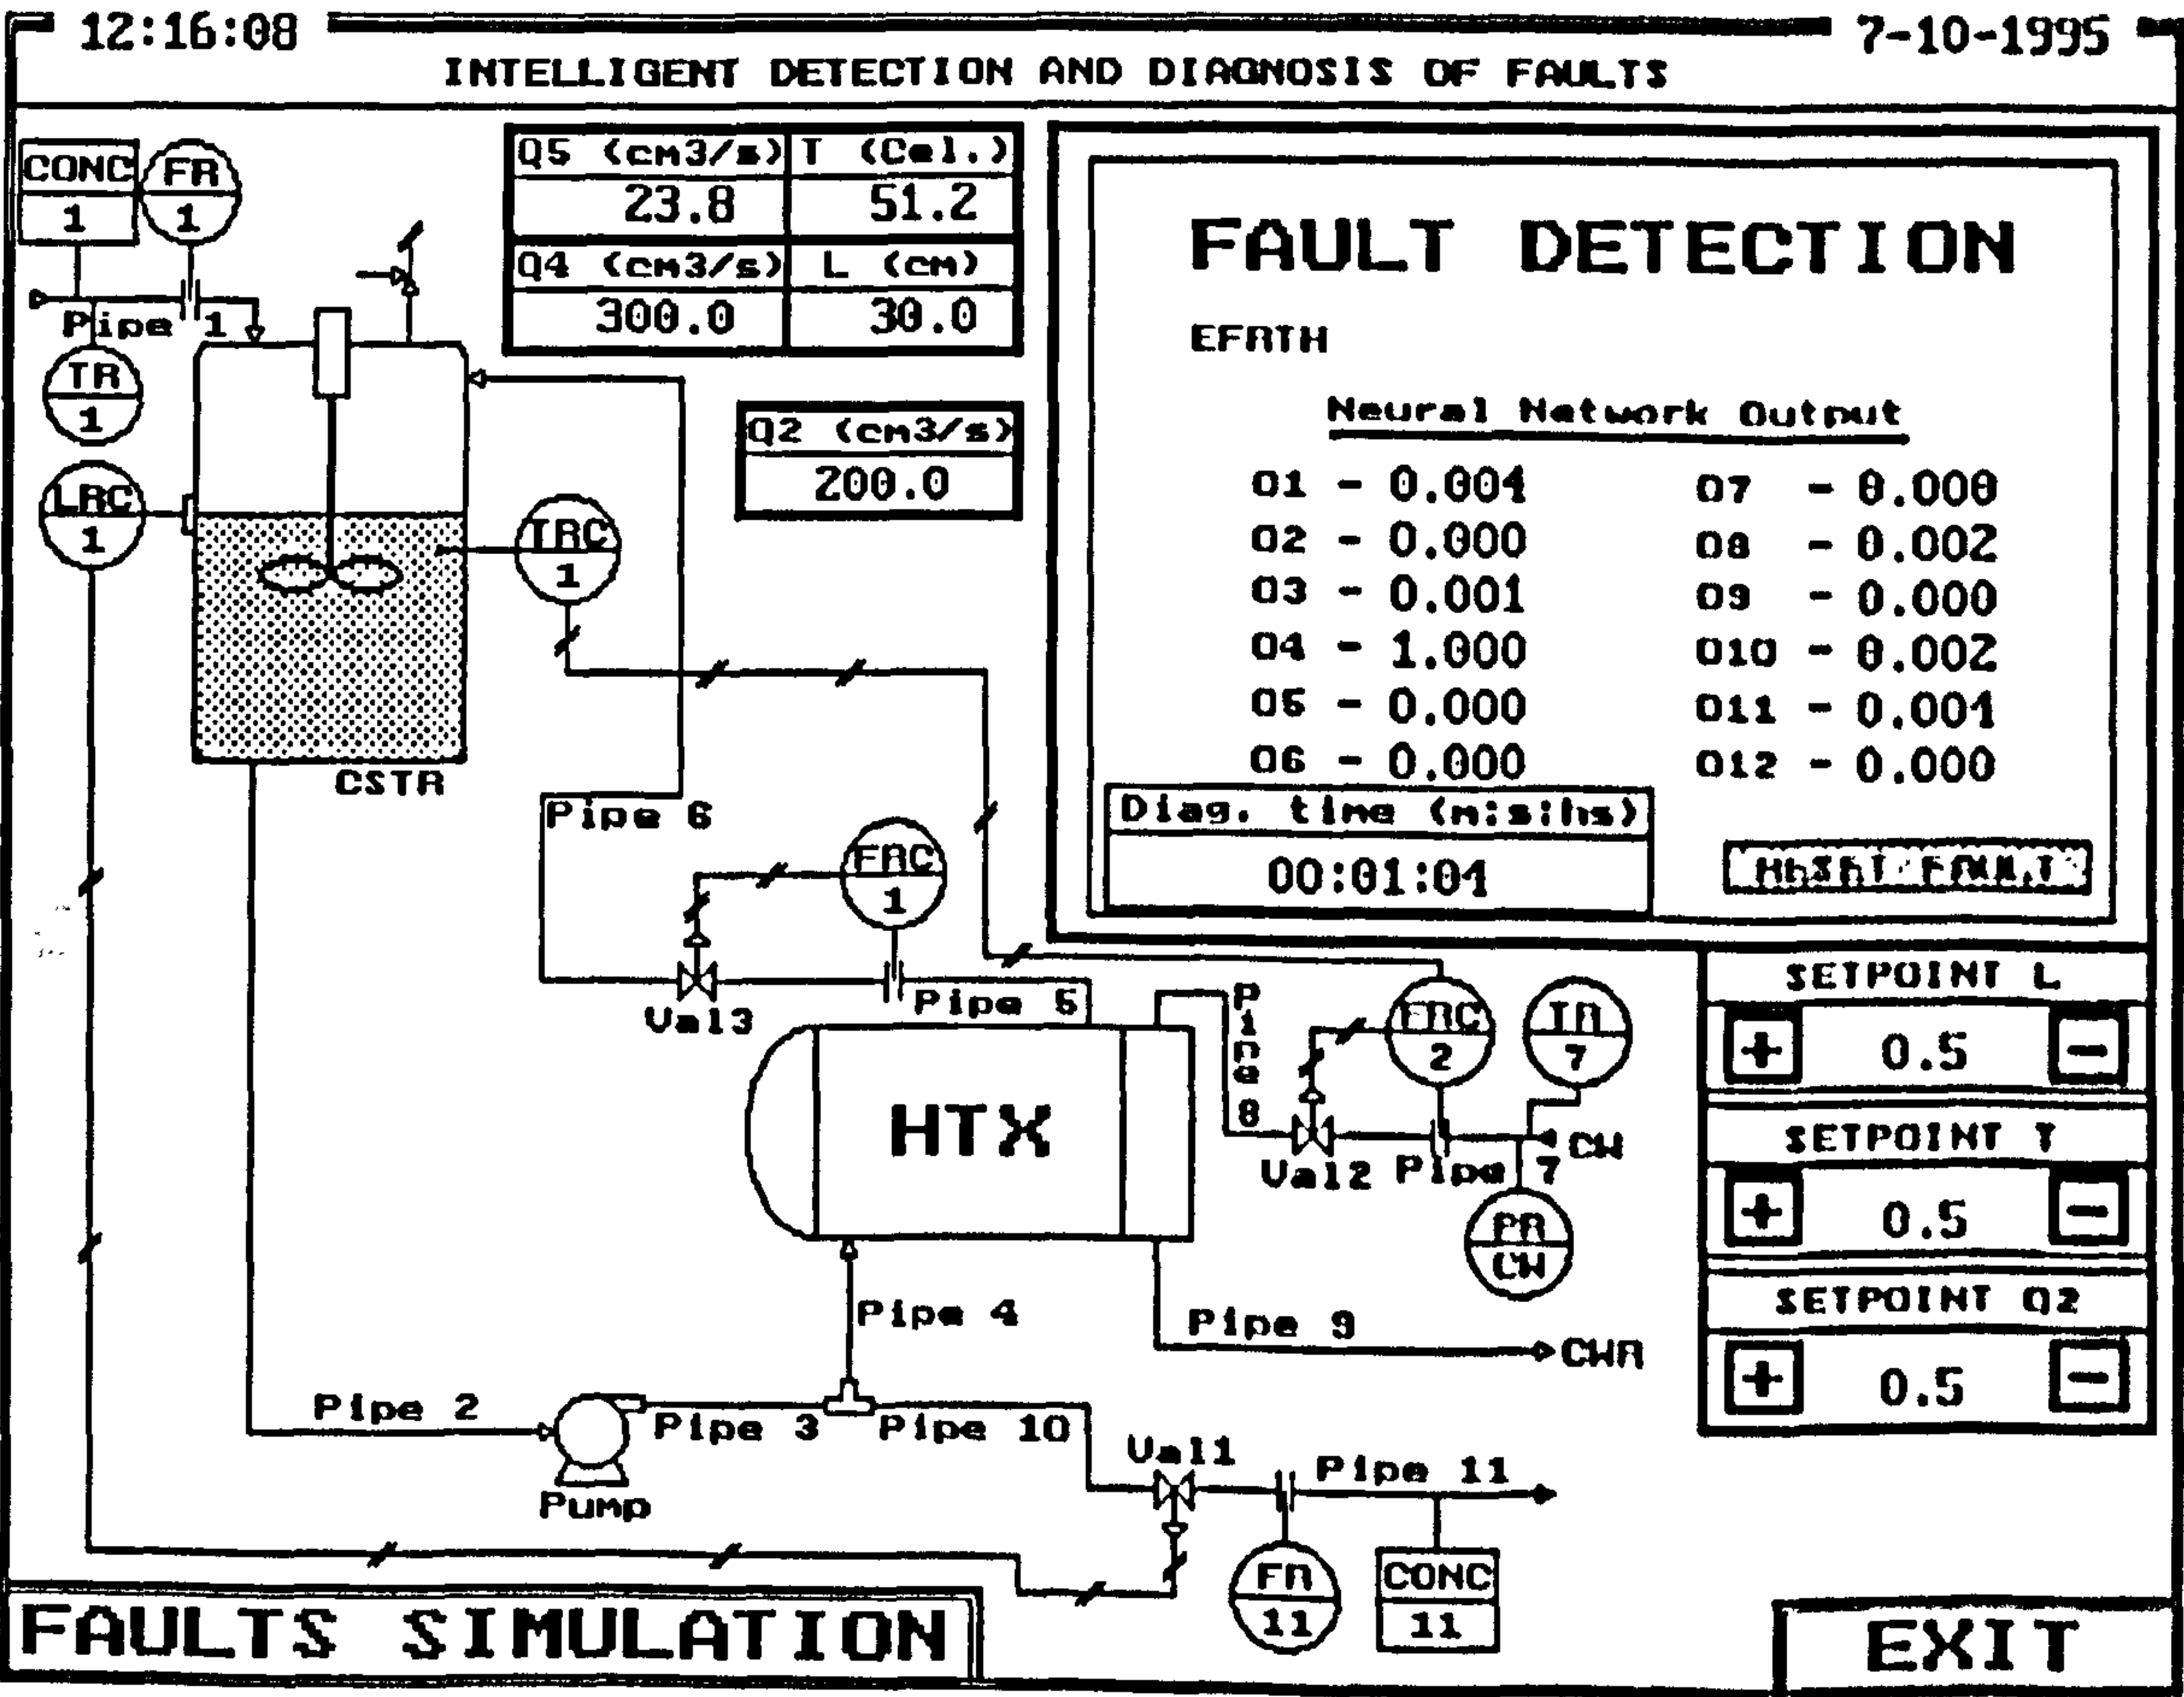 12:16:08
7-10-1995
INTELLIGENT DETECTION AND DIAGNOSIS OF FAULTS
CONC
1
FR
1
Pipe 1
TR
1
LRC
1
TRC
1
CSTR
Q5 (cm3/s) T (Cel.)
23.8 51.2
Q4 (cm3/s) L (cm)
300.0 30.0
Q2 (cm3/s)
200.0
FAULT DETECTION
Neural Network Output
O1 - 0.004 O7 - 0.000
O2 - 0.000 O8 - 0.002
O3 - 0.001 O9 - 0.000
O4 - 1.000 O10 - 0.002
O5 - 0.000 O11 - 0.001
O6 - 0.000 O12 - 0.000
Diag. time (m:s:hs)
00:01:04
FAULT
Pipe 6
FRC
1
Val3
Pipe 5
Pipe 8
FRC
2
TR
7
HTX
CW
Val2
Pipe 7
PR
CW
Pipe 4
Pipe 9
CWR
SETPOINT L
+ 0.5 -
SETPOINT T
+ 0.5 -
SETPOINT Q2
+ 0.5 -
Pipe 2
Pipe 3
Pipe 10
Pump
Val1
Pipe 11
FR
11
CONC
11
FAULTS SIMULATION
EXIT